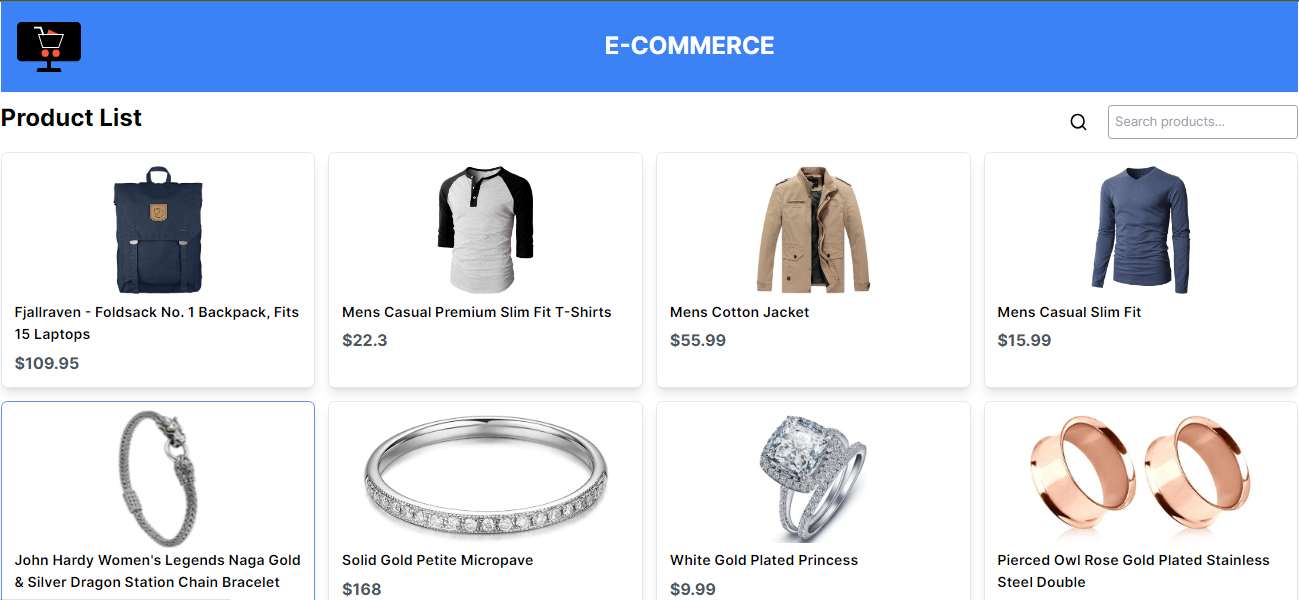 E-COMMERCE
Product List
Search products...
Fjallraven - Foldsack No. 1 Backpack, Fits
15 Laptops
$109.95
Mens Casual Premium Slim Fit T-Shirts
$22.3
Mens Cotton Jacket
$55.99
Mens Casual Slim Fit
$15.99
John Hardy Women's Legends Naga Gold
& Silver Dragon Station Chain Bracelet
Solid Gold Petite Micropave
$168
White Gold Plated Princess
$9.99
Pierced Owl Rose Gold Plated Stainless
Steel Double